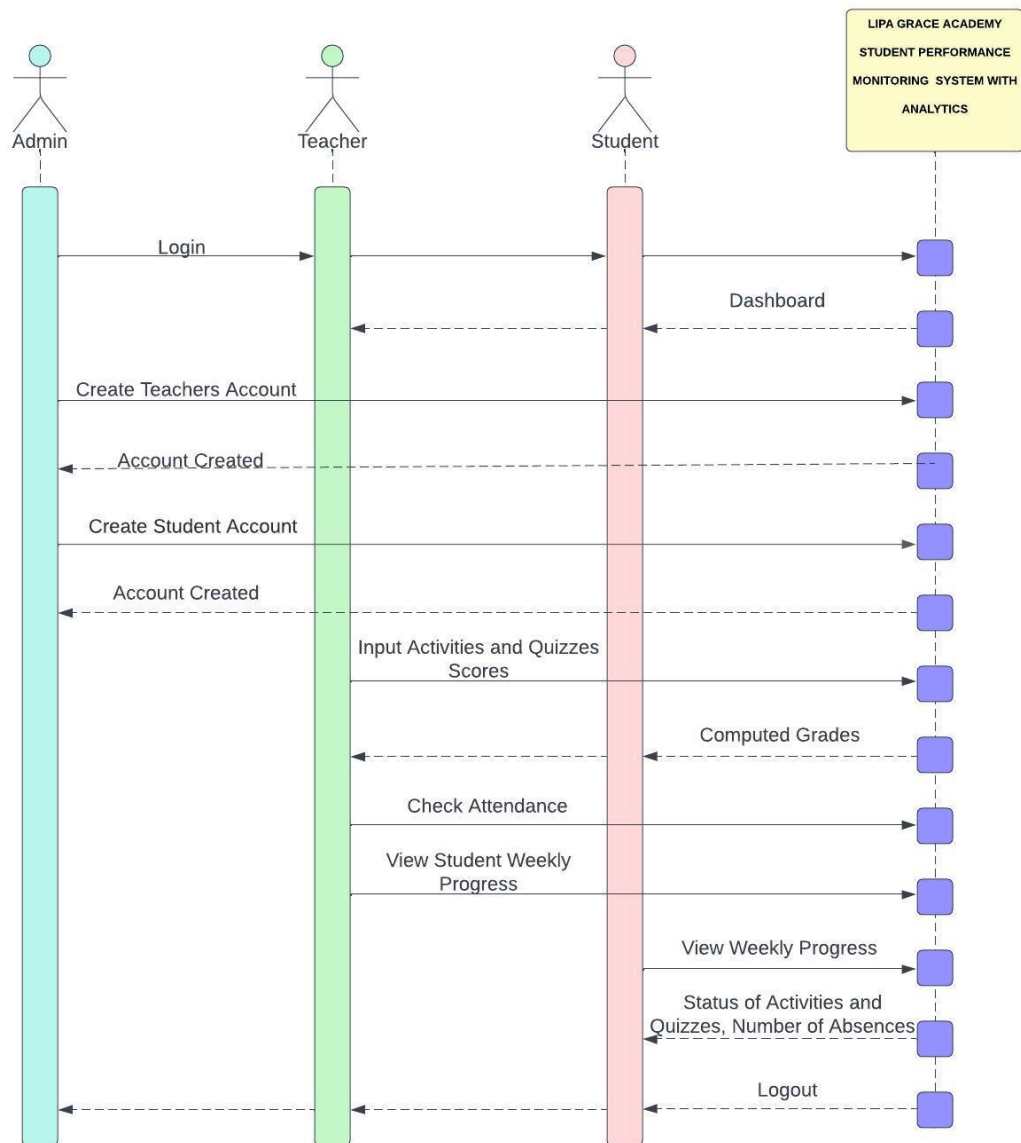 LIPA GRACE ACADEMY
STUDENT PERFORMANCE
MONITORING SYSTEM WITH
ANALYTICS
Admin
Teacher
Student
Login
Dashboard
Create Teachers Account
Account Created
Create Student Account
Account Created
Input Activities and Quizzes
Scores
Computed Grades
Check Attendance
View Student Weekly
Progress
View Weekly Progress
Status of Activities and
Quizzes, Number of Absences
Logout